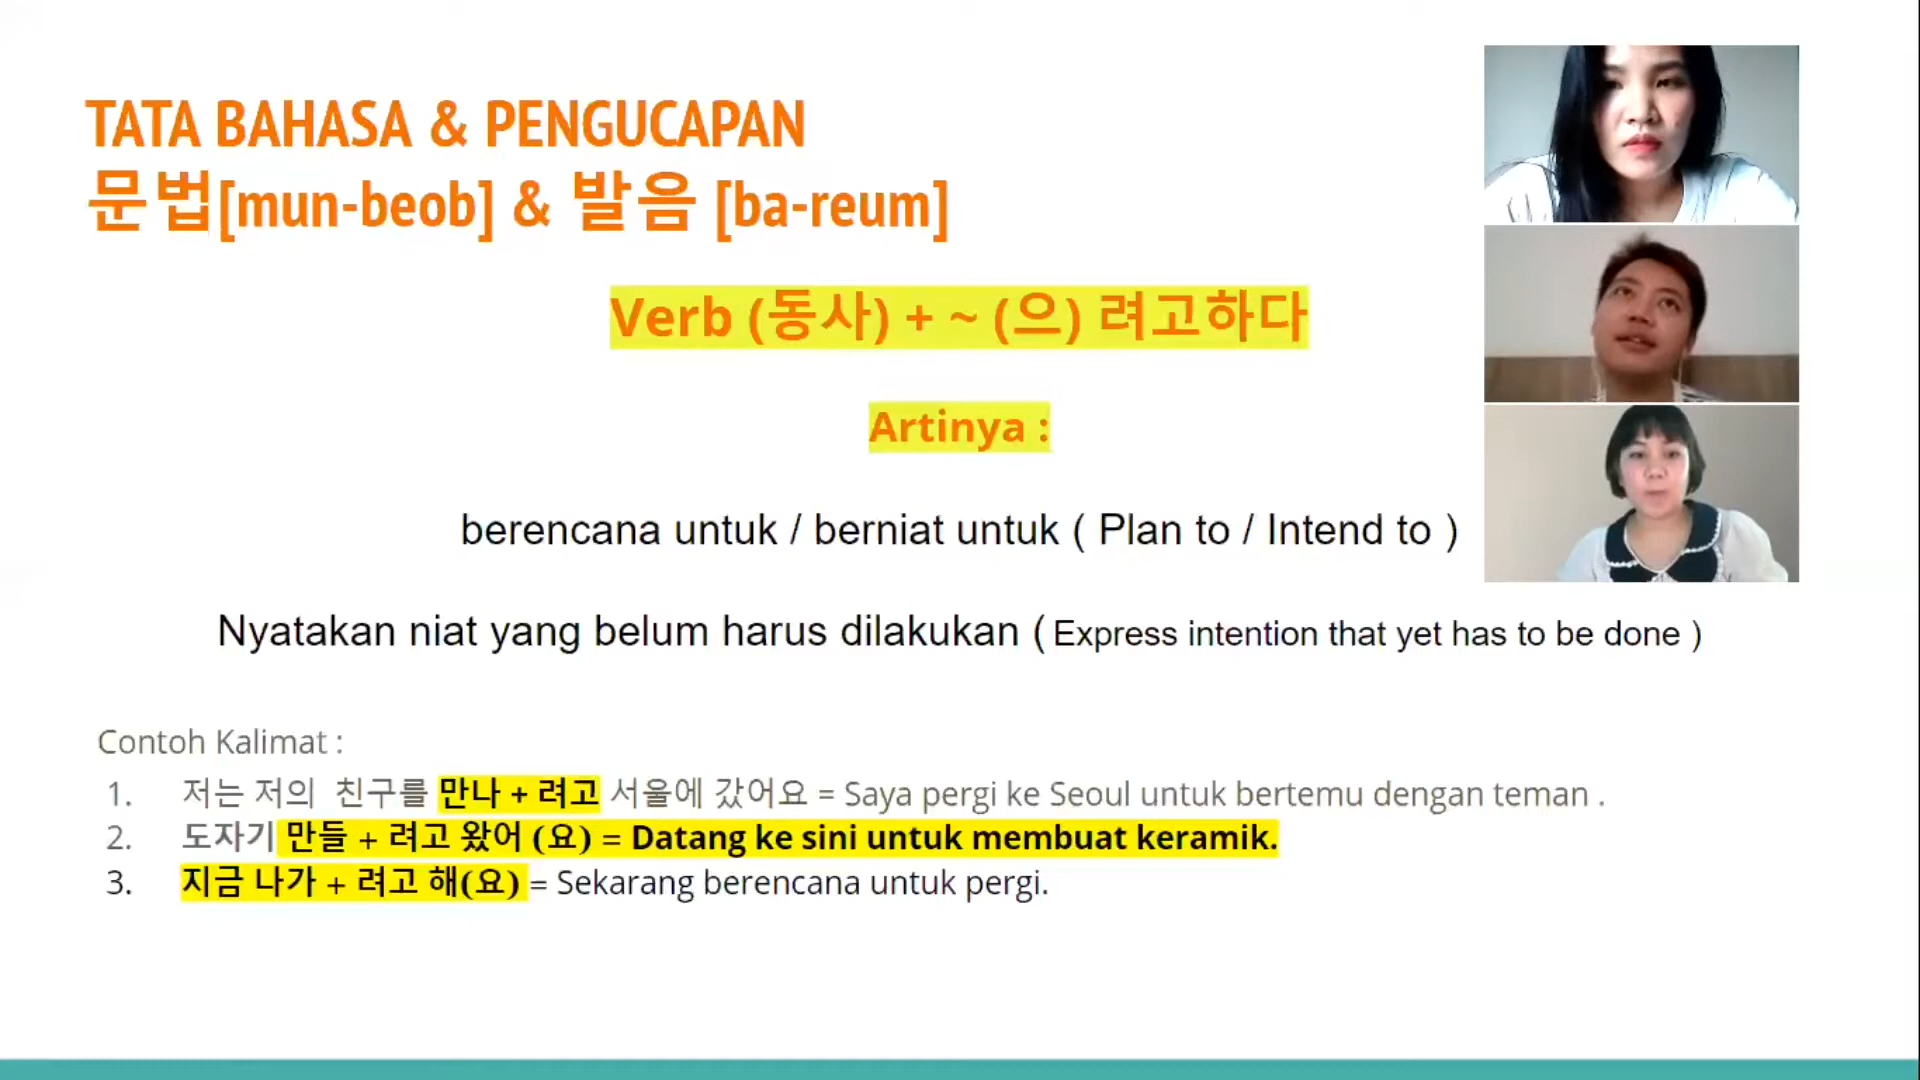 TATA BAHASA & PENGUCAPAN
문법[mun-beob] & 발음 [ba-reum]
Verb (동사) + ~ (으) 려고하다
Artinya :
berencana untuk / berniat untuk ( Plan to / Intend to )
Nyatakan niat yang belum harus dilakukan ( Express intention that yet has to be done )
Contoh Kalimat :
1. 저는 저의 친구를 만나 + 려고 서울에 갔어요 = Saya pergi ke Seoul untuk bertemu dengan teman .
2. 도자기 만들 + 려고 왔어 (요) = Datang ke sini untuk membuat keramik.
3. 지금 나가 + 려고 해(요) = Sekarang berencana untuk pergi.